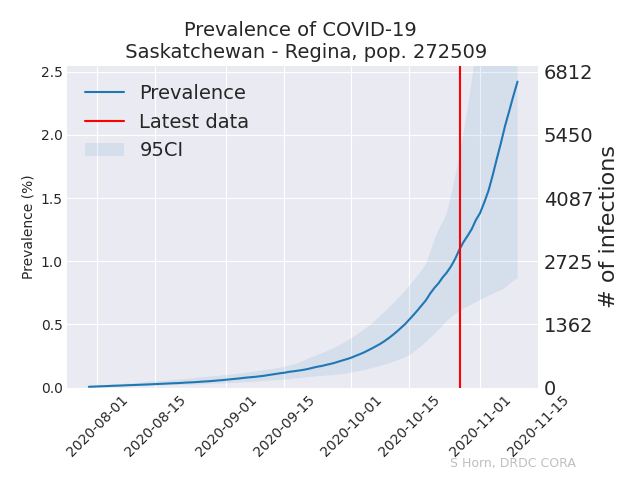 Prevalence of COVID-19
Saskatchewan - Regina, pop. 272509
Prevalence
Latest data
95CI
Prevalence (%)
2.5
2.0
1.5
1.0
0.5
0.0
6812
5450
4087
2725
1362
0
# of infections
2020-08-01
2020-08-15
2020-09-01
2020-09-15
2020-10-01
2020-10-15
2020-11-01
2020-11-15
S Horn, DRDC CORA